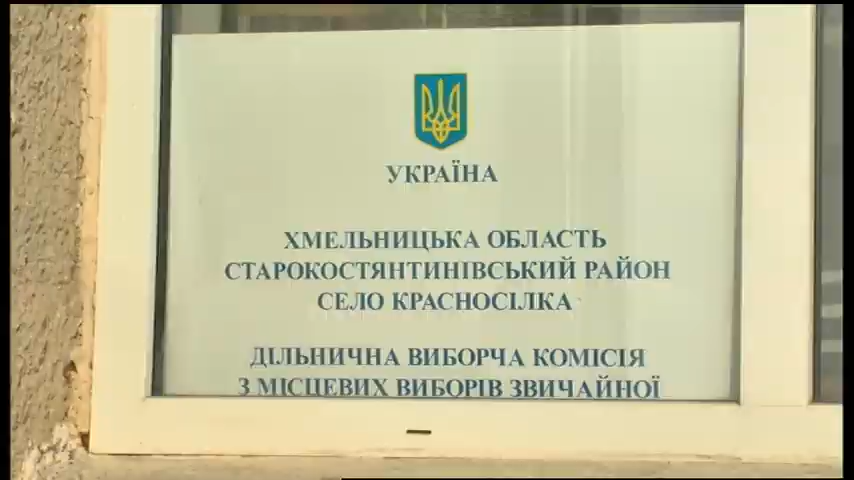 УКРАЇНА
ХМЕЛЬНИЦЬКА ОБЛАСТЬ
СТАРОКОСТЯНТИНІВСЬКИЙ РАЙОН
СЕЛО КРАСНОСІЛКА
ДІЛЬНИЧНА ВИБОРЧА КОМІСІЯ
З МІСЦЕВИХ ВИБОРІВ ЗВИЧАЙНОЇ